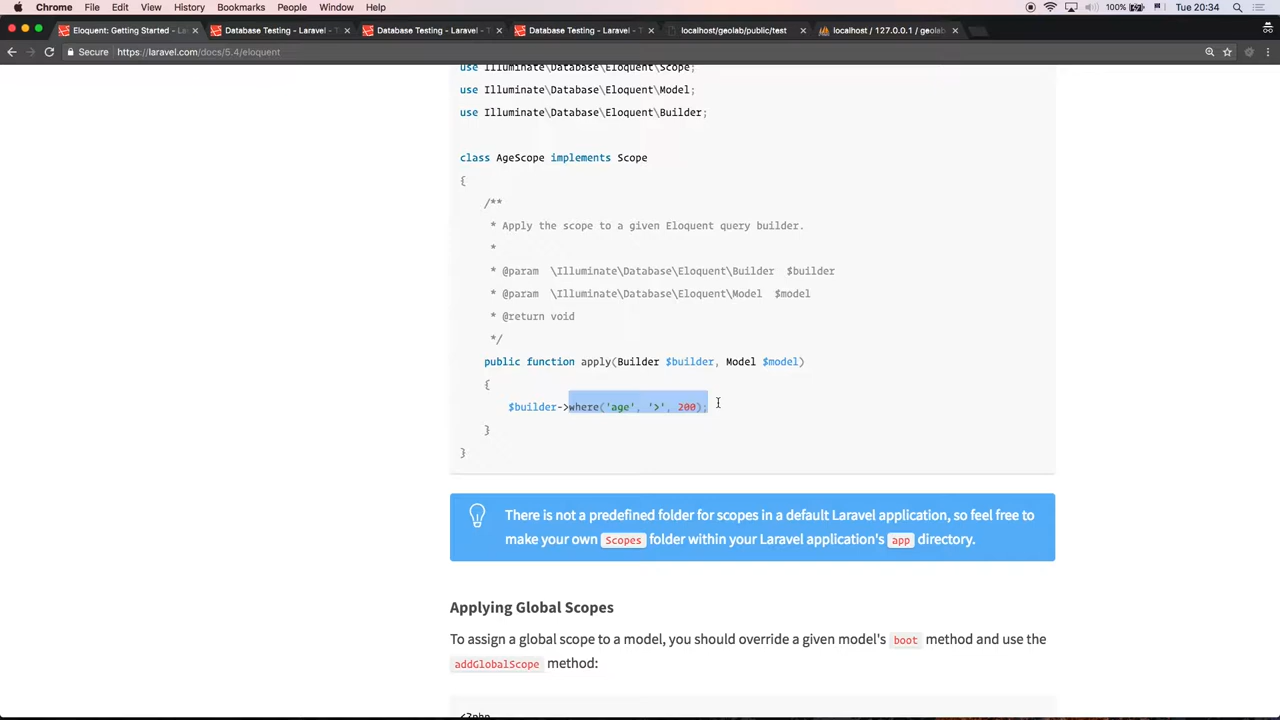 Chrome File Edit View History Bookmarks People Window Help 100% Tue 20:34
Eloquent: Getting Started - La Database Testing - Laravel - T Database Testing - Laravel - T Database Testing - Laravel - T localhost/geolab/public/test localhost / 127.0.0.1 / geolab
Secure https://laravel.com/docs/5.4/eloquent
use Illuminate\Database\Eloquent\Scope;
use Illuminate\Database\Eloquent\Model;
use Illuminate\Database\Eloquent\Builder;
class AgeScope implements Scope
{
/**
* Apply the scope to a given Eloquent query builder.
*
* @param \Illuminate\Database\Eloquent\Builder $builder
* @param \Illuminate\Database\Eloquent\Model $model
* @return void
*/
public function apply(Builder $builder, Model $model)
{
$builder->where('age', '>', 200);
}
}
There is not a predefined folder for scopes in a default Laravel application, so feel free to
make your own Scopes folder within your Laravel application's app directory.
Applying Global Scopes
To assign a global scope to a model, you should override a given model's boot method and use the
addGlobalScope method:
<?php